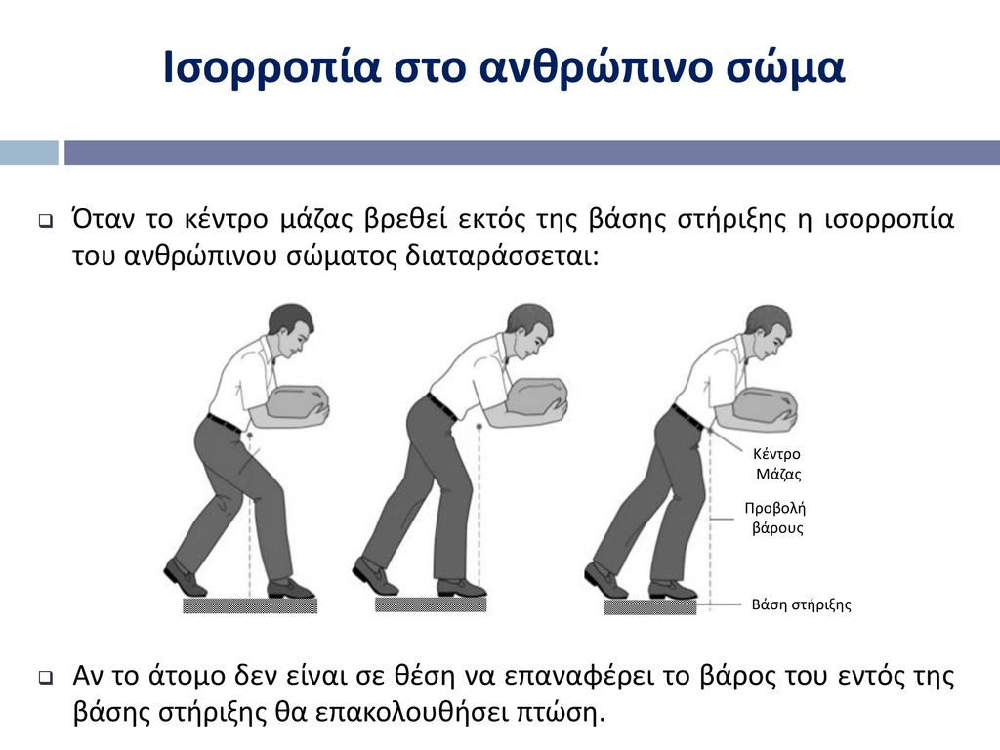 Ισορροπία στο ανθρώπινο σώμα
Όταν το κέντρο μάζας βρεθεί εκτός της βάσης στήριξης η ισορροπία
του ανθρώπινου σώματος διαταράσσεται:
Κέντρο
Μάζας
Προβολή
βάρους
Βάση στήριξης
Αν το άτομο δεν είναι σε θέση να επαναφέρει το βάρος του εντός της
βάσης στήριξης θα επακολουθήσει πτώση.